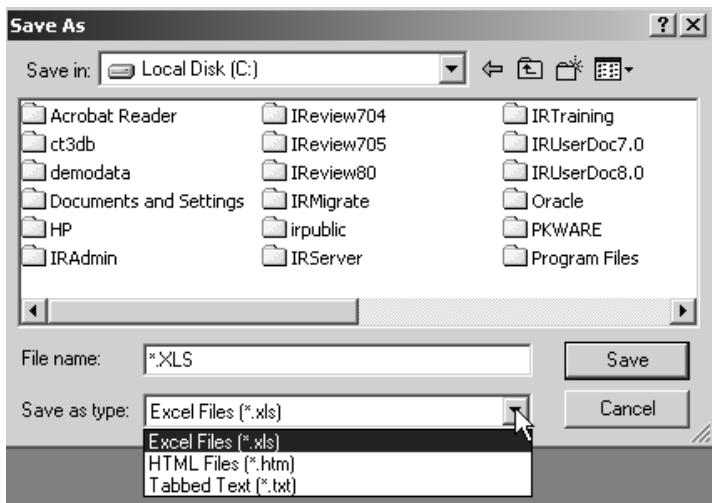 Save As
Save in: Local Disk (C:)
Acrobat Reader IReview704 IRTraining
ct3db IReview705 IRUserDoc7.0
demodata IReview80 IRUserDoc8.0
Documents and Settings IRMigrate Oracle
HP irpublic PKWARE
IRAdmin IRServer Program Files
File name: *.XLS Save
Save as type: Excel Files (*.xls) Cancel
Excel Files (*.xls)
HTML Files (*.htm)
Tabbed Text (*.txt)